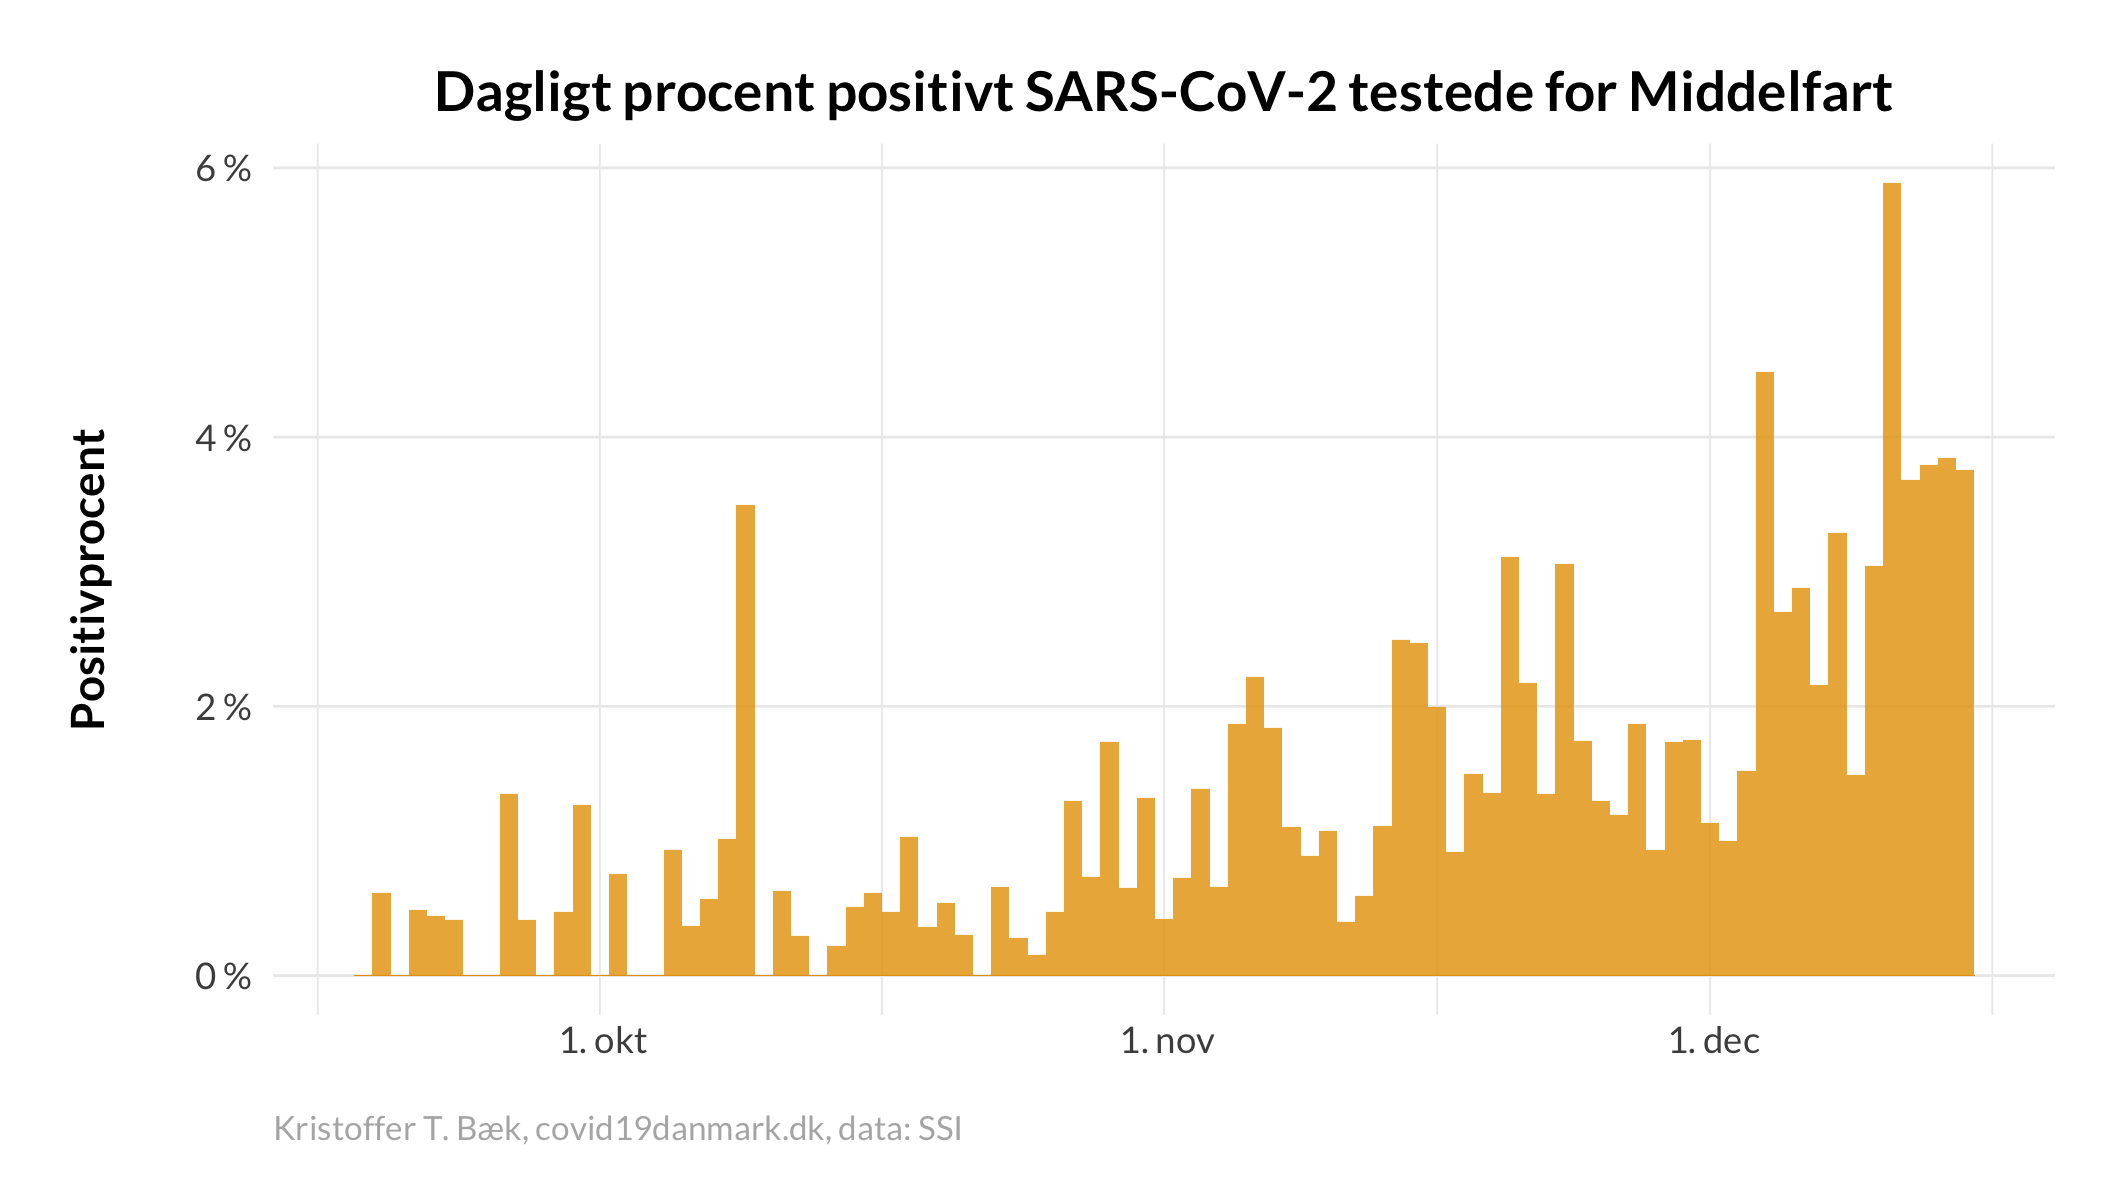 Dagligt procent positivt SARS-CoV-2 testede for Middelfart
Positivprocent
6 %
4 %
2 %
0 %
1. okt
1. nov
1. dec
Kristoffer T. Bæk, covid19danmark.dk, data: SSI